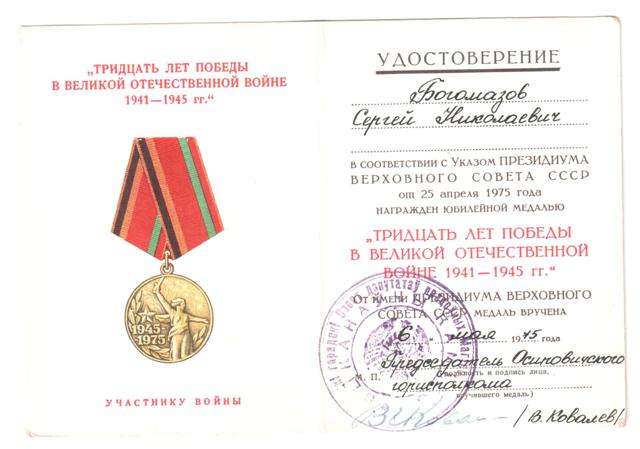 „ТРИДЦАТЬ ЛЕТ ПОБЕДЫ
В ВЕЛИКОЙ ОТЕЧЕСТВЕННОЙ ВОЙНЕ
1941—1945 гг.“
1945-
1975
УЧАСТНИКУ ВОЙНЫ
УДОСТОВЕРЕНИЕ
Богомазов
Сергей Николаевич
В СООТВЕТСТВИИ С УКАЗОМ ПРЕЗИДИУМА
ВЕРХОВНОГО СОВЕТА СССР
от 25 апреля 1975 года
НАГРАЖДЕН ЮБИЛЕЙНОЙ МЕДАЛЬЮ
„ТРИДЦАТЬ ЛЕТ ПОБЕДЫ
В ВЕЛИКОЙ ОТЕЧЕСТВЕННОЙ
ВОЙНЕ 1941—1945 гг.“
ОТ ИМЕНИ ПРЕЗИДИУМА ВЕРХОВНОГО
СОВЕТА СССР МЕДАЛЬ ВРУЧЕНА
6 мая 1975 года
Председатель Осиповичского
М. П. (должность и подпись лица,
горисполкома
вручившего медаль)
/В. Ковалев/